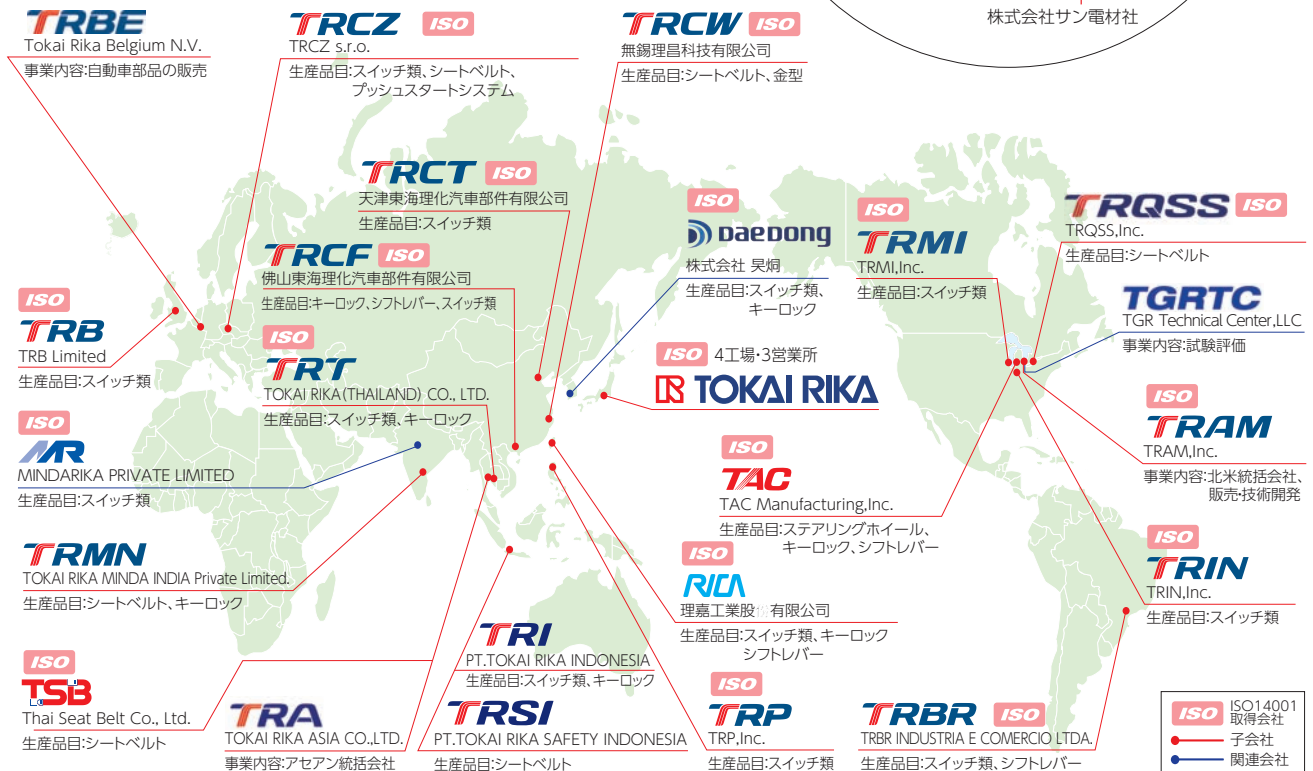 株式会社サン電材社
TRBE
Tokai Rika Belgium N.V.
事業内容:自動車部品の販売
TRCZ ISO
TRCZ s.r.o.
生産品目:スイッチ類、シートベルト、
プッシュスタートシステム
TRCW ISO
無錫理昌科技有限公司
生産品目:シートベルト、金型
TRCT ISO
天津東海理化汽車部件有限公司
生産品目:スイッチ類
TRCF ISO
佛山東海理化汽車部件有限公司
生産品目:キーロック、シフトレバー、スイッチ類
ISO
DaeDong
株式会社 昊炯
生産品目:スイッチ類、
キーロック
ISO
TRMI
TRMI,Inc.
生産品目:スイッチ類
TRQSS ISO
TRQSS,Inc.
生産品目:シートベルト
TGRTC
TGR Technical Center,LLC
事業内容:試験評価
ISO
TRB
TRB Limited
生産品目:スイッチ類
ISO
TRT
TOKAI RIKA(THAILAND) CO., LTD.
生産品目:スイッチ類、キーロック
ISO 4工場・3営業所
TOKAI RIKA
ISO
MR
MINDARIKA PRIVATE LIMITED
生産品目:スイッチ類
ISO
TAC
TAC Manufacturing,Inc.
生産品目:ステアリングホイール、
キーロック、シフトレバー
ISO
TRAM
TRAM,Inc.
事業内容:北米統括会社、
販売・技術開発
TRMN
TOKAI RIKA MINDA INDIA Private Limited.
生産品目:シートベルト、キーロック
ISO
RICA
理嘉工業股份有限公司
生産品目:スイッチ類、キーロック
シフトレバー
ISO
TRIN
TRIN,Inc.
生産品目:スイッチ類
TRI
PT.TOKAI RIKA INDONESIA
生産品目:スイッチ類、キーロック
ISO
TSB
Thai Seat Belt Co., Ltd.
生産品目:シートベルト
TRA
TOKAI RIKA ASIA CO.,LTD.
事業内容:アセアン統括会社
TRSI
PT.TOKAI RIKA SAFETY INDONESIA
生産品目:シートベルト
ISO
TRP
TRP,Inc.
生産品目:スイッチ類
TRBR ISO
TRBR INDUSTRIA E COMERCIO LTDA.
生産品目:スイッチ類、シフトレバー
ISO ISO14001
取得会社
子会社
関連会社